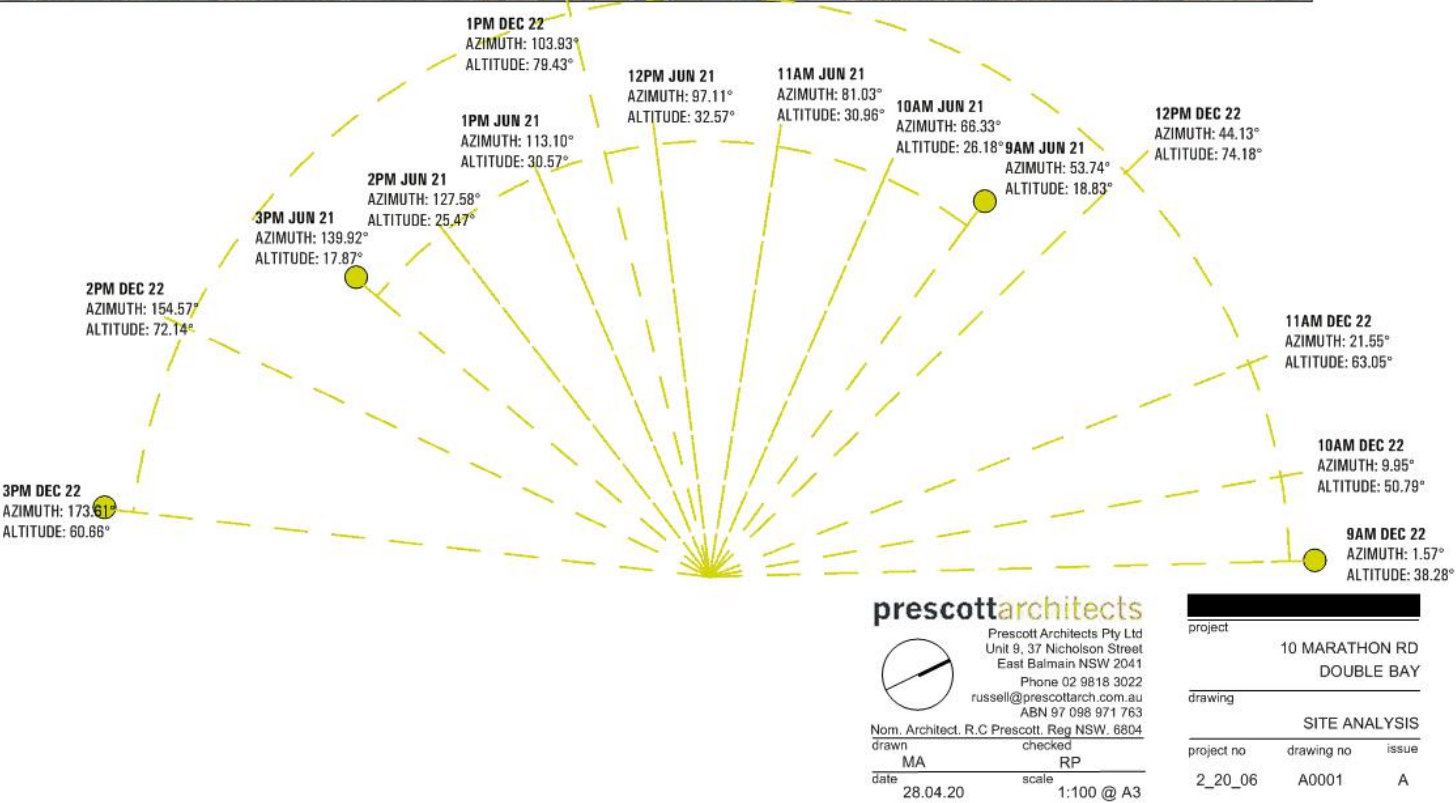 1PM DEC 22
AZIMUTH: 103.93°
ALTITUDE: 79.43°
12PM JUN 21
AZIMUTH: 97.11°
ALTITUDE: 32.57°
11AM JUN 21
AZIMUTH: 81.03°
ALTITUDE: 30.96°
10AM JUN 21
AZIMUTH: 66.33°
ALTITUDE: 26.18°
12PM DEC 22
AZIMUTH: 44.13°
ALTITUDE: 74.18°
1PM JUN 21
AZIMUTH: 113.10°
ALTITUDE: 30.57°
9AM JUN 21
AZIMUTH: 53.74°
ALTITUDE: 18.83°
2PM JUN 21
AZIMUTH: 127.58°
ALTITUDE: 25.47°
3PM JUN 21
AZIMUTH: 139.92°
ALTITUDE: 17.87°
2PM DEC 22
AZIMUTH: 154.57°
ALTITUDE: 72.14°
11AM DEC 22
AZIMUTH: 21.55°
ALTITUDE: 63.05°
10AM DEC 22
AZIMUTH: 9.95°
ALTITUDE: 50.79°
3PM DEC 22
AZIMUTH: 173.61°
ALTITUDE: 60.66°
9AM DEC 22
AZIMUTH: 1.57°
ALTITUDE: 38.28°
prescottarchitects
Prescott Architects Pty Ltd
Unit 9, 37 Nicholson Street
East Balmain NSW 2041
Phone 02 9818 3022
russell@prescottarch.com.au
ABN 97 098 971 763
Nom. Architect. R.C Prescott. Reg NSW. 6804
drawn checked
MA RP
date scale
28.04.20 1:100 @ A3
project
10 MARATHON RD
DOUBLE BAY
drawing
SITE ANALYSIS
project no drawing no issue
2_20_06 A0001 A